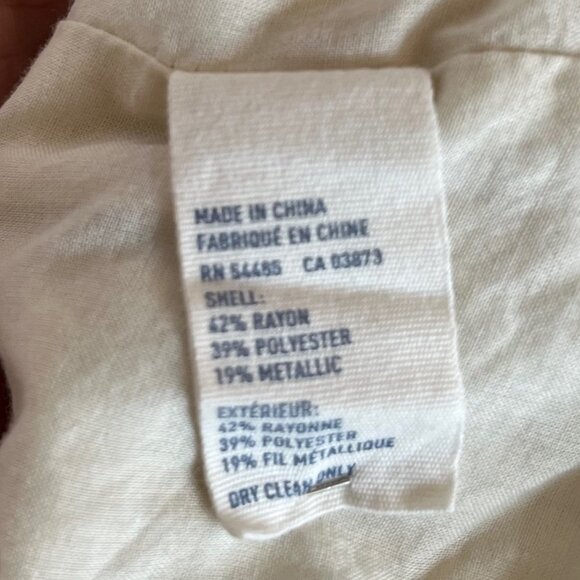 MADE IN CHINA
FABRIQUÉ EN CHINE
RN 54485 CA 03873
SHELL:
42% RAYON
39% POLYESTER
19% METALLIC
EXTÉRIEUR:
42% RAYONNE
39% POLYESTER
19% FIL MÉTALLIQUE
DRY CLEAN ONLY